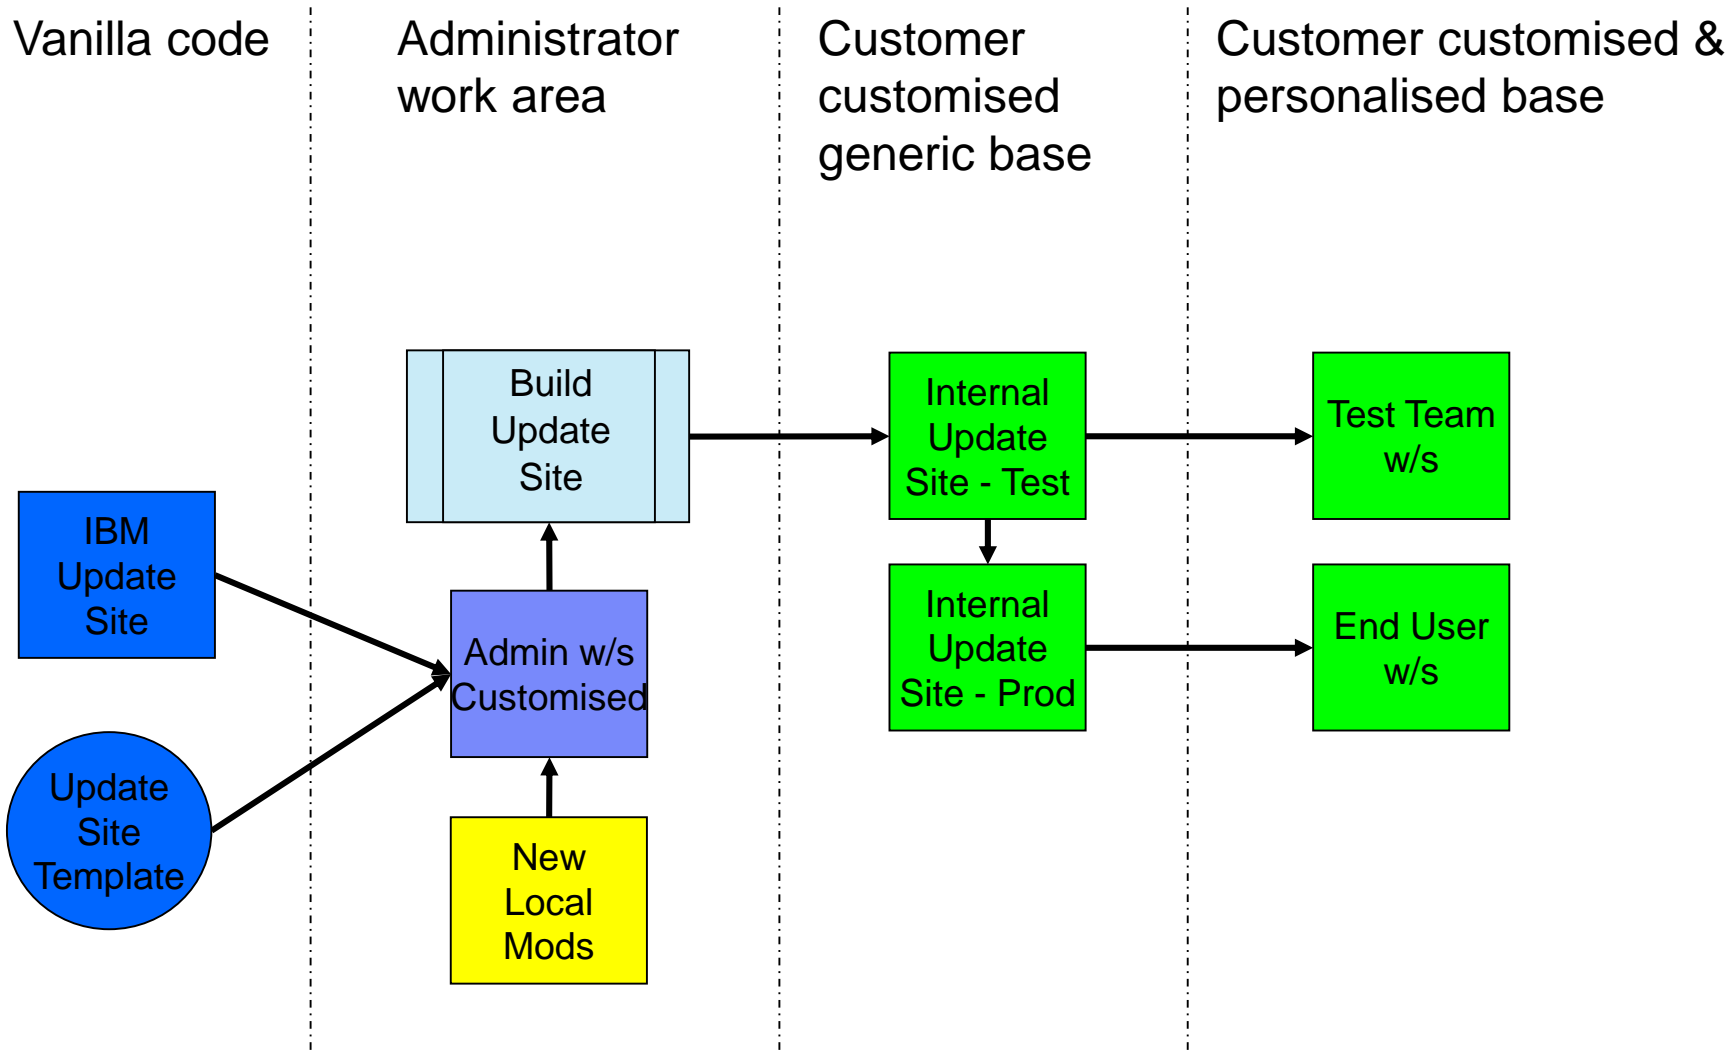 Vanilla code
Administrator
work area
Customer
customised
generic base
Customer customised &
personalised base
IBM
Update
Site
Update
Site
Template
Build
Update
Site
Admin w/s
Customised
New
Local
Mods
Internal
Update
Site - Test
Internal
Update
Site - Prod
Test Team
w/s
End User
w/s